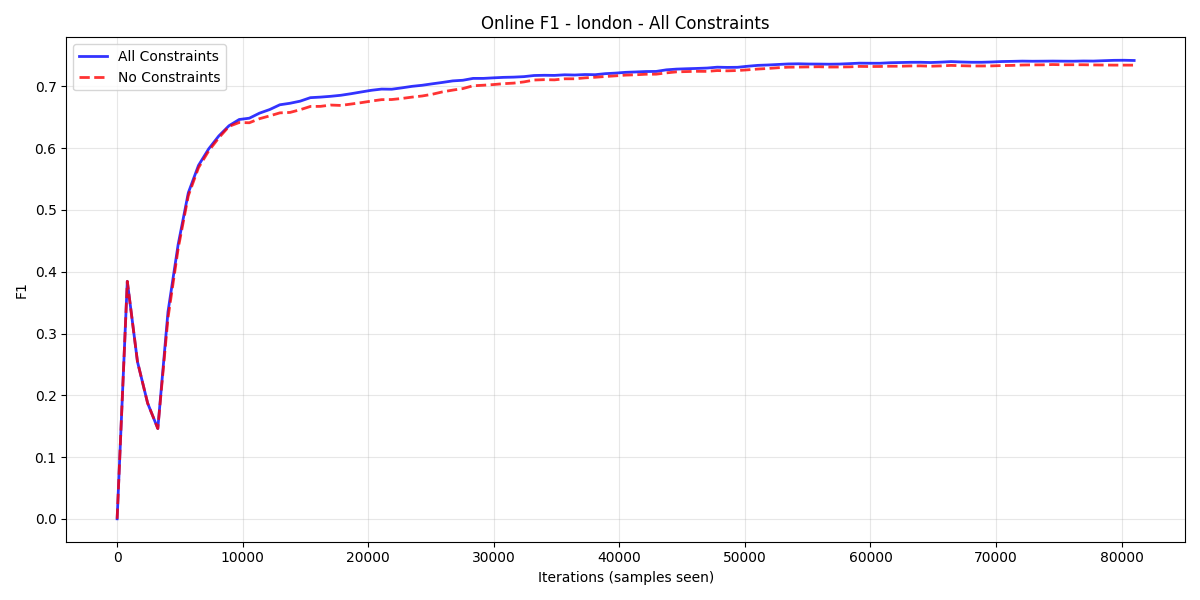 Online F1 - london - All Constraints
All Constraints
No Constraints
0.7
0.6
0.5
0.4
0.3
0.2
0.1
0.0
F1
0 10000 20000 30000 40000 50000 60000 70000 80000
Iterations (samples seen)